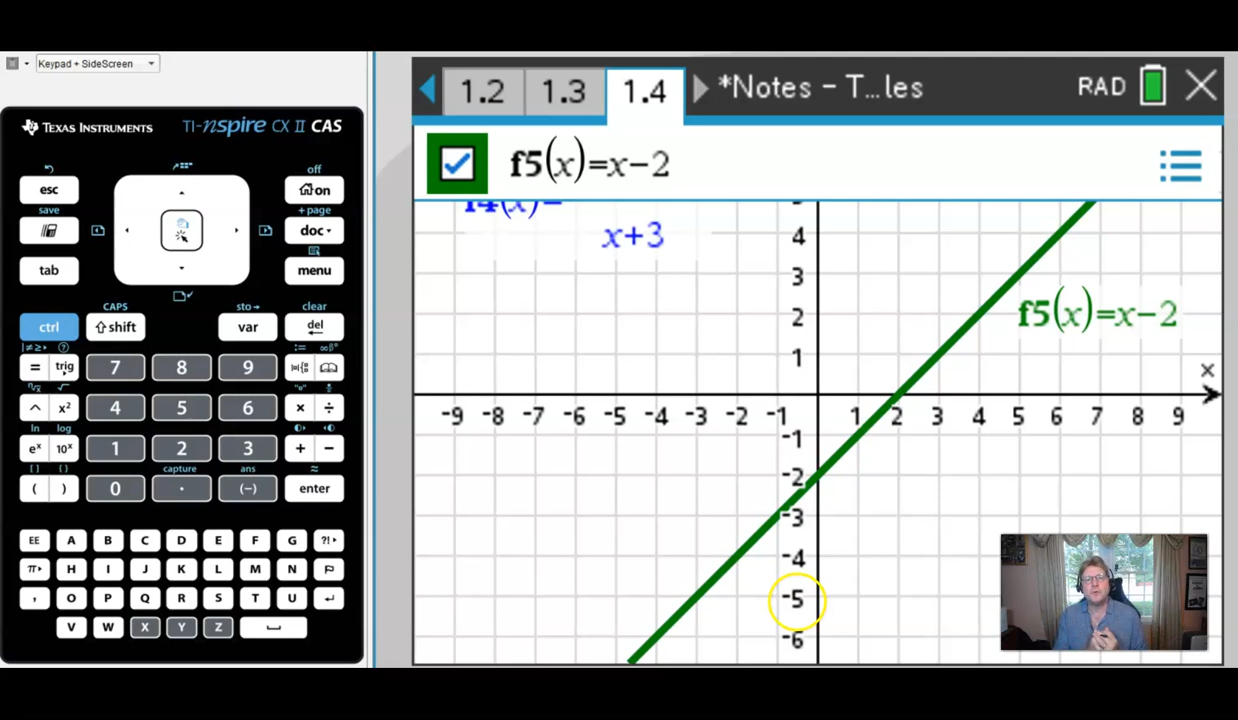 Keypad + SideScreen
TEXAS INSTRUMENTS TI-nspire CX II CAS
esc
save
tab
off
on
+ page
doc
menu
CAPS
sto→
clear
ctrl
shift
var
del
= trig 7 8 9
^ x² 4 5 6 × ÷
ln log
eˣ 10ˣ 1 2 3 + −
[ ] { } capture ans ≈
( ) 0 . (−) enter
EE A B C D E F G ?!
π H I J K L M N
, O P Q R S T U
V W X Y Z
1.2 1.3 1.4 *Notes − T...les RAD
f5(x)=x−2
f4(x)=
x+3
4
3
2
1
f5(x)=x−2
x
-9 -8 -7 -6 -5 -4 -3 -2 -1 1 2 3 4 5 6 7 8 9
-1
-2
-3
-4
-5
-6